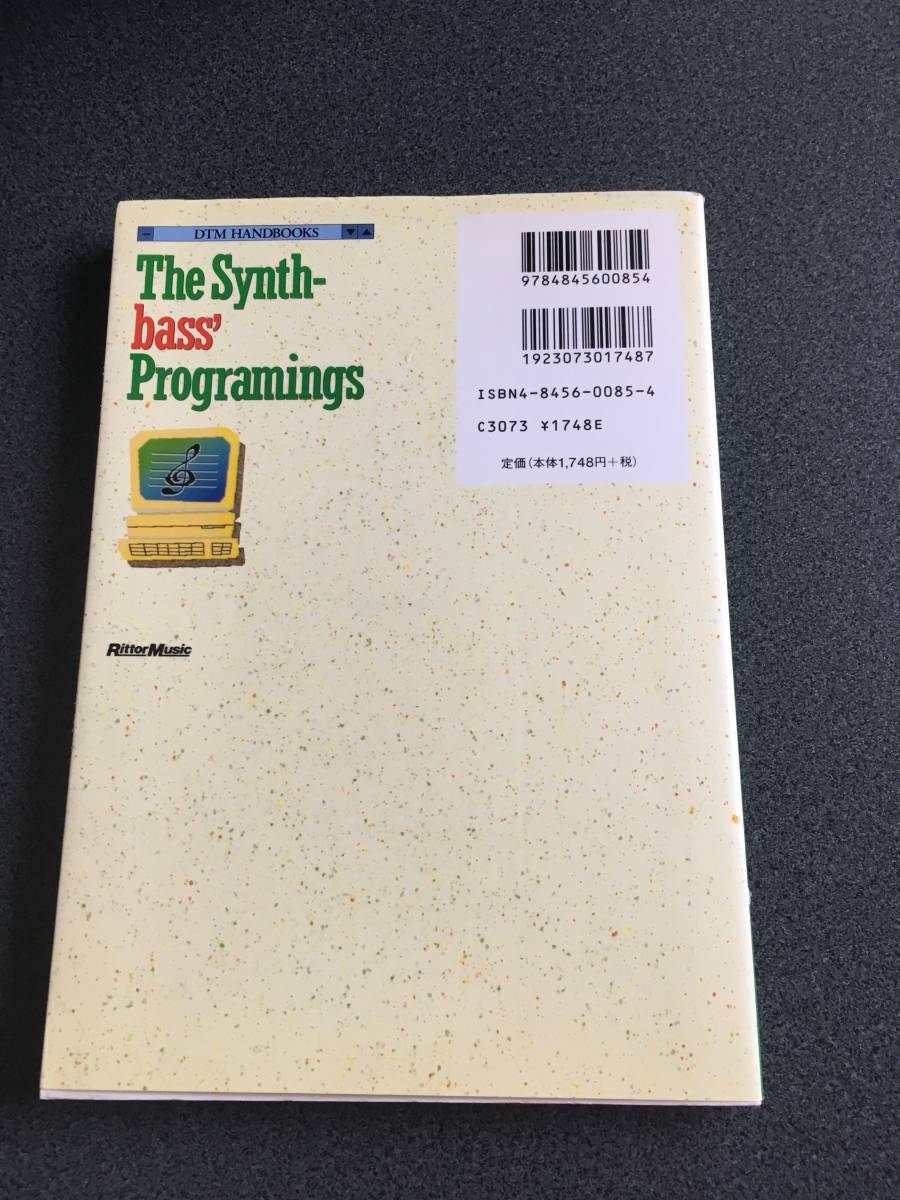 DTM HANDBOOKS
The Synth-
bass'
Programings
RittorMusic
9784845600854
1923073017487
ISBN4-8456-0085-4
C3073 ¥1748E
定価(本体1,748円+税)